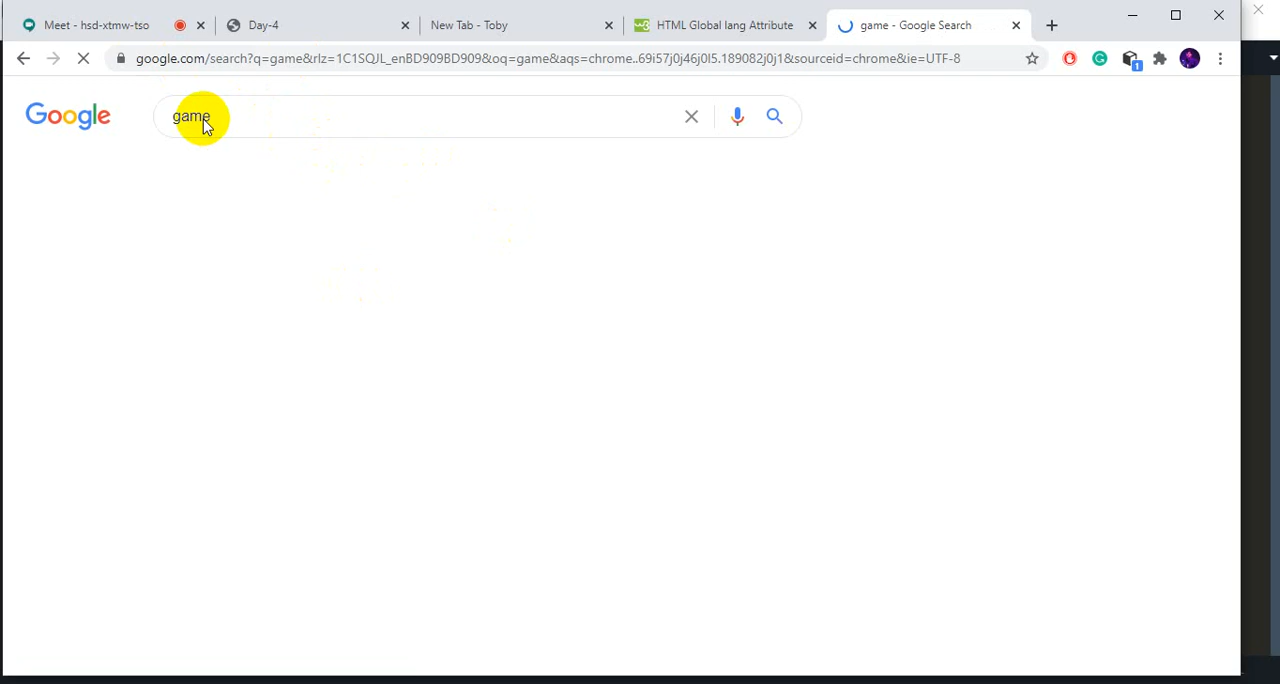 Meet - hsd-xtmw-tso
Day-4
New Tab - Toby
HTML Global lang Attribute
game - Google Search
google.com/search?q=game&rlz=1C1SQJL_enBD909BD909&oq=game&aqs=chrome..69i57j0j46j0l5.189082j0j1&sourceid=chrome&ie=UTF-8
1
Google
game